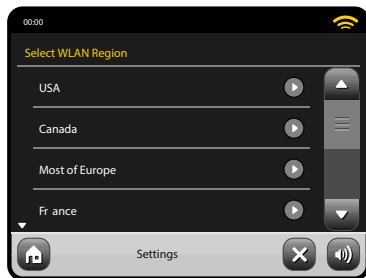 00:00
Select WLAN Region
USA
Canada
Most of Europe
Fr ance
Settings